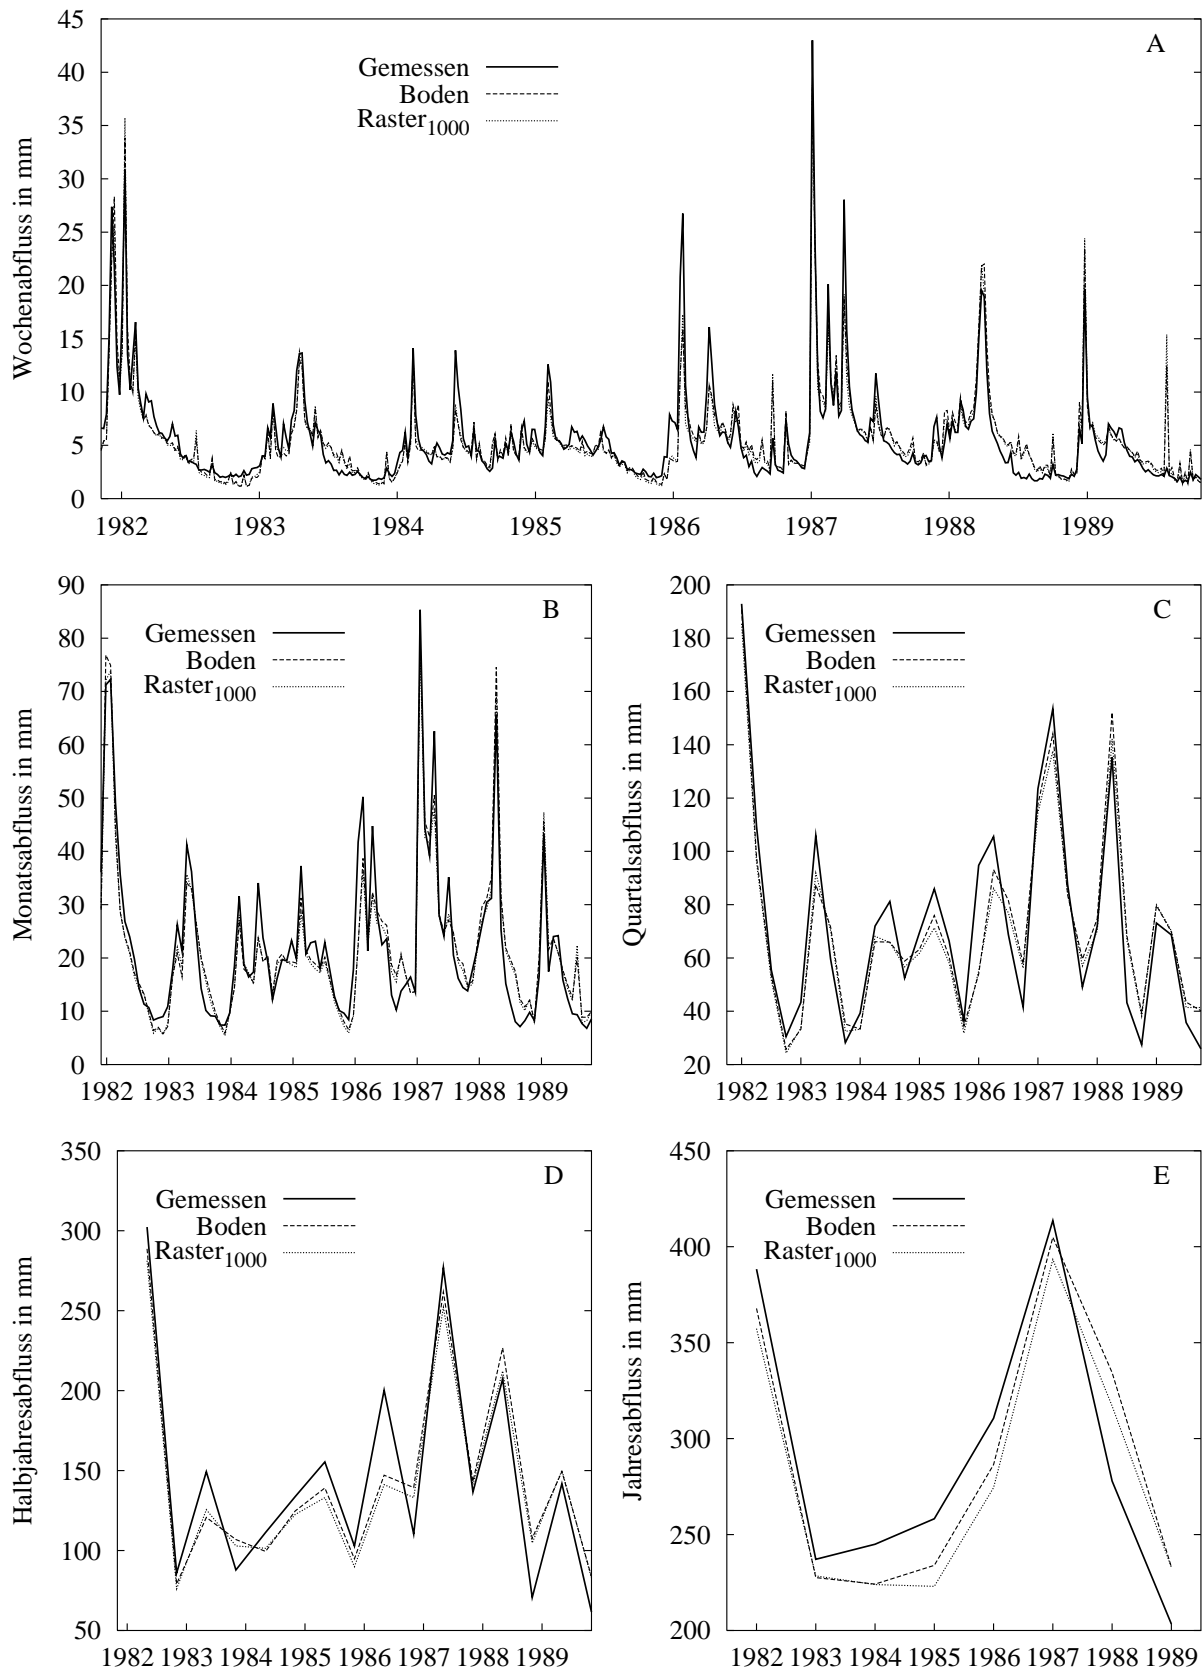 Wochenabfluss in mm
45
40
35
30
25
20
15
10
5
0
A
Gemessen
Boden
Raster1000
1982 1983 1984 1985 1986 1987 1988 1989
Monatsabfluss in mm
90
80
70
60
50
40
30
20
10
0
B
Gemessen
Boden
Raster1000
1982 1983 1984 1985 1986 1987 1988 1989
Quartalsabfluss in mm
200
180
160
140
120
100
80
60
40
20
C
Gemessen
Boden
Raster1000
1982 1983 1984 1985 1986 1987 1988 1989
Halbjahresabfluss in mm
350
300
250
200
150
100
50
D
Gemessen
Boden
Raster1000
1982 1983 1984 1985 1986 1987 1988 1989
Jahresabfluss in mm
450
400
350
300
250
200
E
Gemessen
Boden
Raster1000
1982 1983 1984 1985 1986 1987 1988 1989